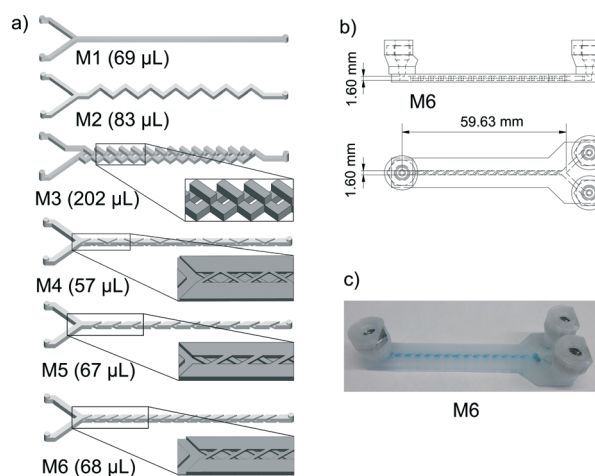 a)
M1 (69 µL)
M2 (83 µL)
M3 (202 µL)
M4 (57 µL)
M5 (67 µL)
M6 (68 µL)
b)
1.60 mm
M6
59.63 mm
1.60 mm
c)
M6